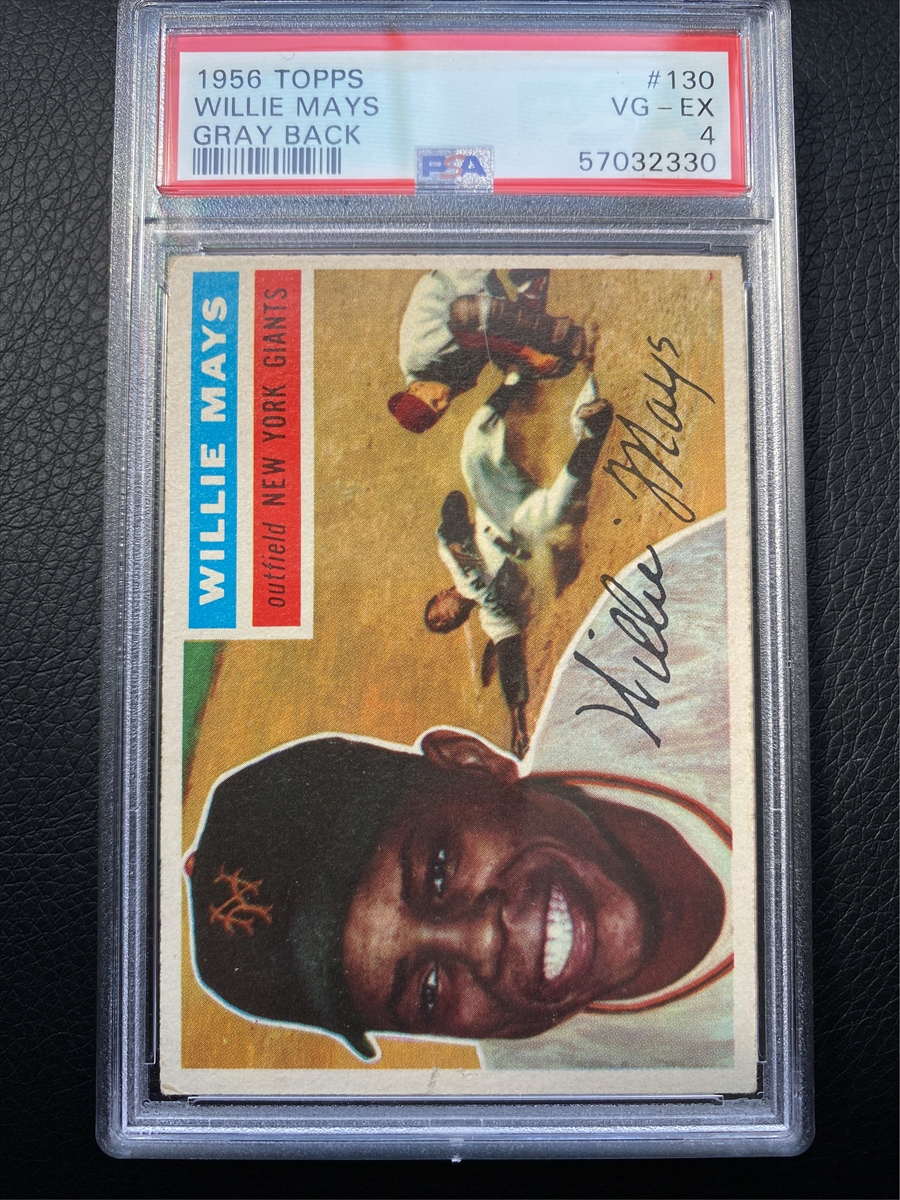 1956 TOPPS #130
WILLIE MAYS VG - EX
GRAY BACK 4
PSA 57032330
WILLIE MAYS
outfield NEW YORK GIANTS
Willie Mays
NY